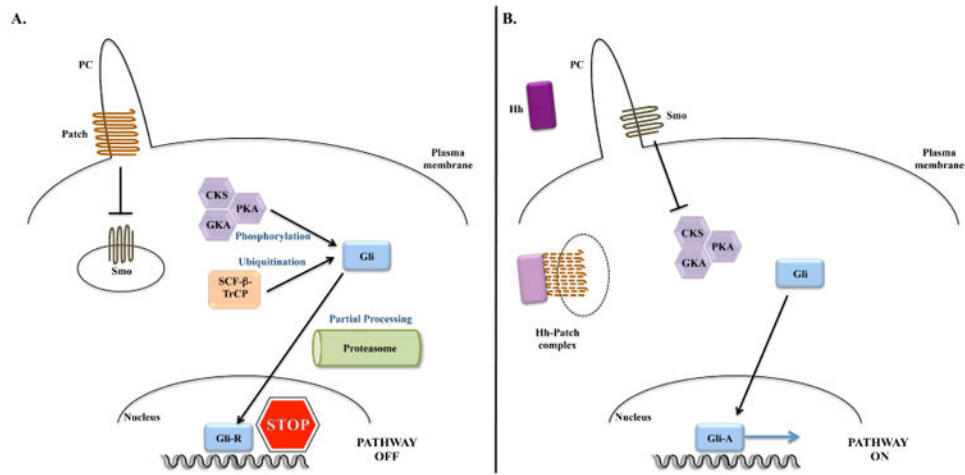 A.
PC
Patch
Plasma
membrane
CKS
PKA
GKA
Phosphorylation
Smo
Ubiquitination
Gli
SCF-β-
TrCP
Partial Processing
Proteasome
Nucleus
Gli-R
STOP
PATHWAY
OFF
B.
PC
Hh
Smo
Plasma
membrane
CKS
PKA
GKA
Gli
Hh-Patch
complex
Nucleus
Gli-A
PATHWAY
ON